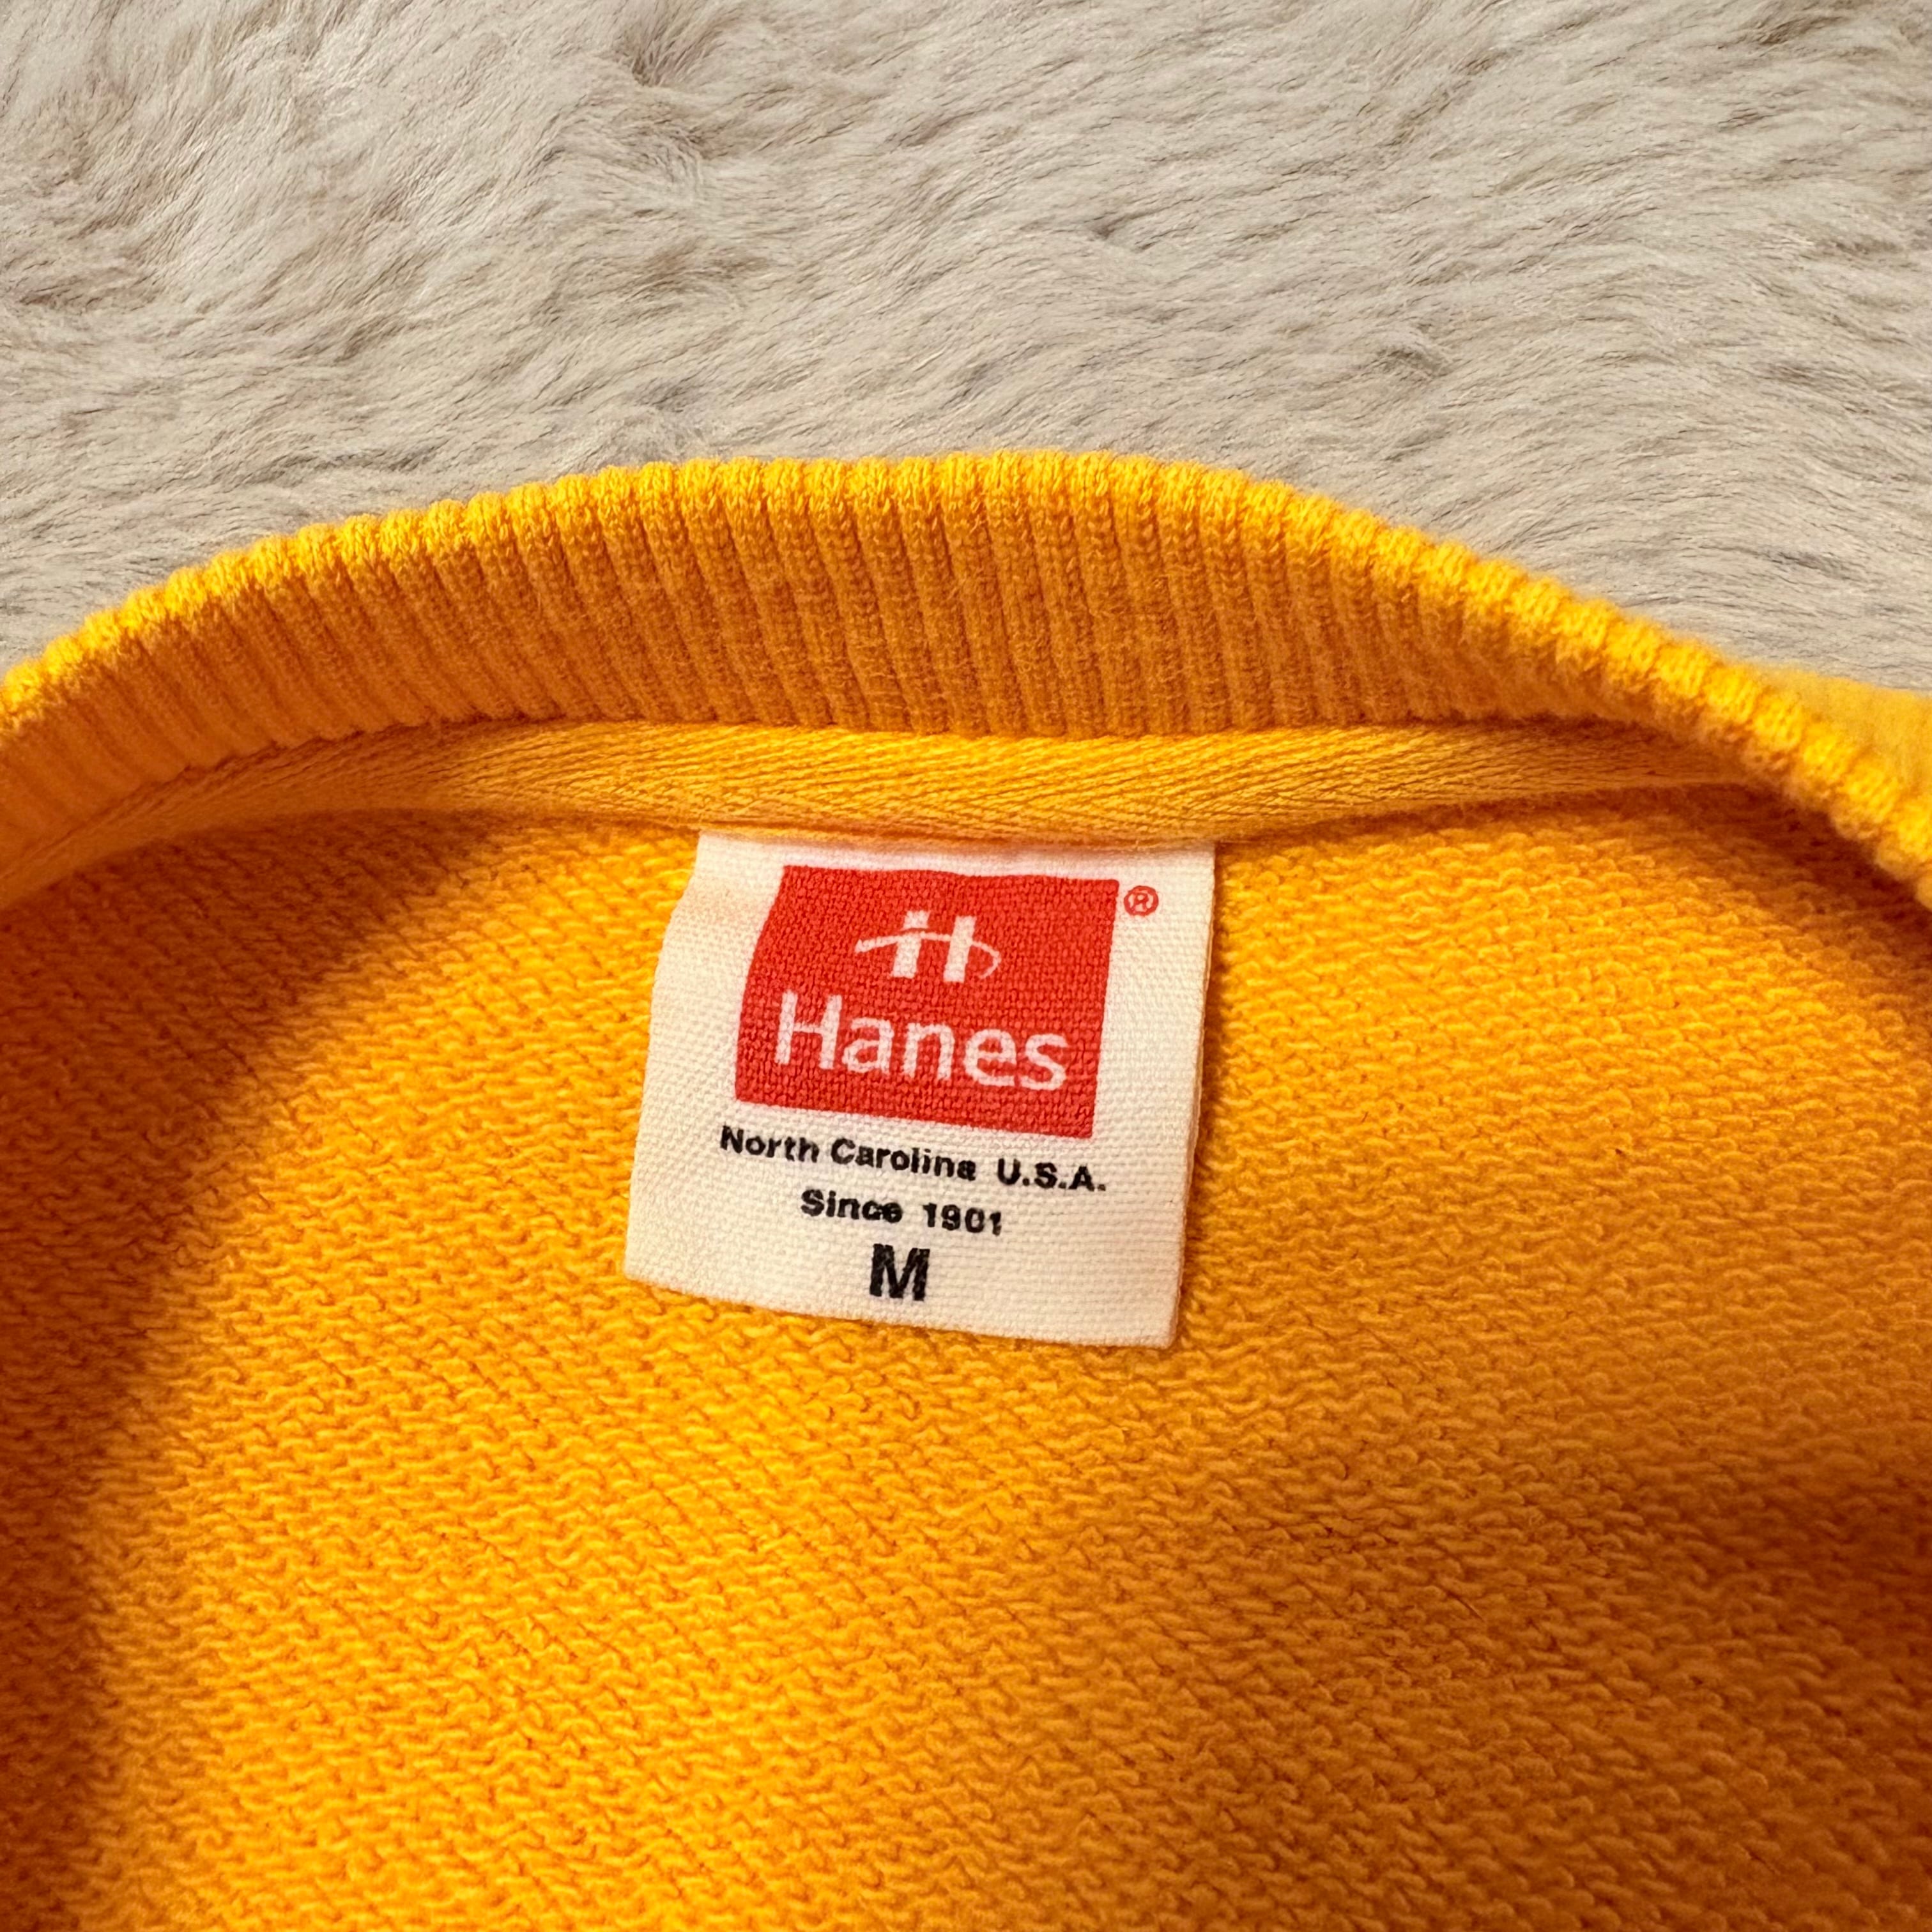 H ®
Hanes
North Carolina U.S.A.
Since 1901
M